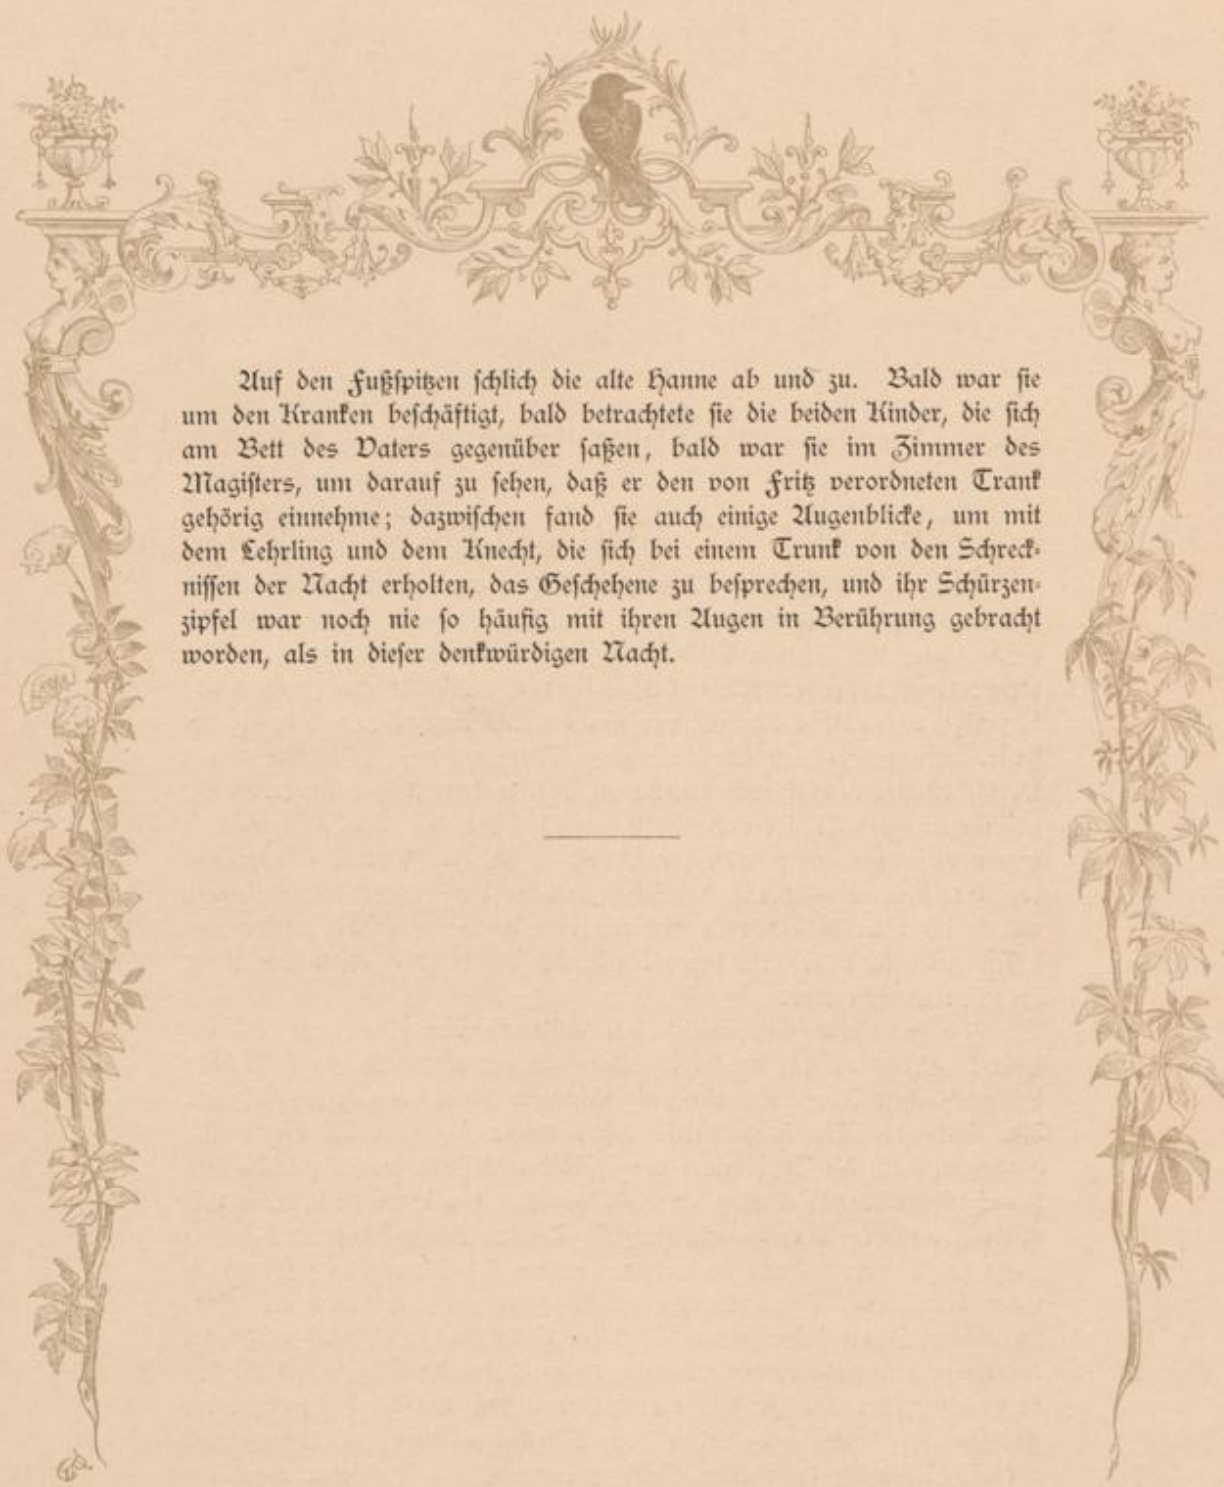 Auf den Fußspitzen schlich die alte Hanne ab und zu. Bald war sie
um den Kranken beschäftigt, bald betrachtete sie die beiden Kinder, die sich
am Bett des Vaters gegenüber saßen, bald war sie im Zimmer des
Magisters, um darauf zu sehen, daß er den von Fritz verordneten Trank
gehörig einnehme; dazwischen fand sie auch einige Augenblicke, um mit
dem Lehrling und dem Knecht, die sich bei einem Trunk von den Schreck-
nissen der Nacht erholten, das Geschehene zu besprechen, und ihr Schürzen-
zipfel war noch nie so häufig mit ihren Augen in Berührung gebracht
worden, als in dieser denkwürdigen Nacht.